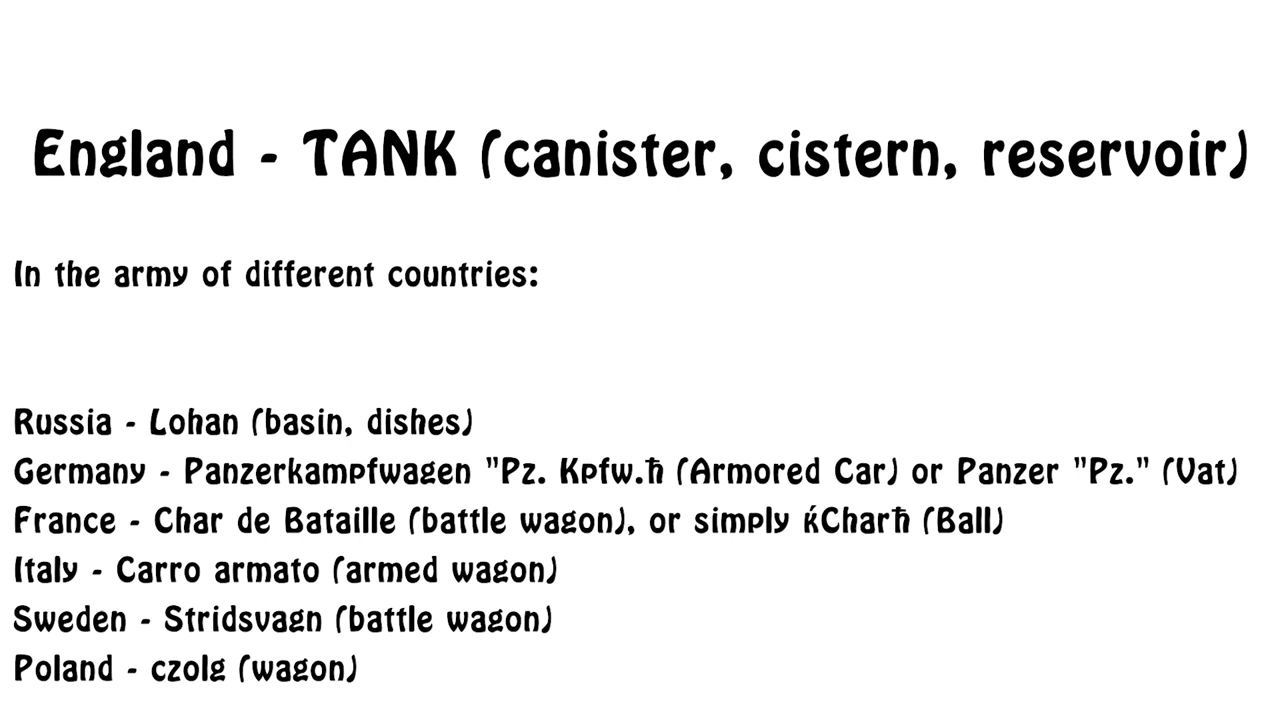 England - TANK (canister, cistern, reservoir)
In the army of different countries:
Russia - Lohan (basin, dishes)
Germany - Panzerkampfwagen "Pz. Kpfw.ħ (Armored Car) or Panzer "Pz." (Vat)
France - Char de Bataille (battle wagon), or simply ќCharħ (Ball)
Italy - Carro armato (armed wagon)
Sweden - Stridsvagn (battle wagon)
Poland - czolg (wagon)